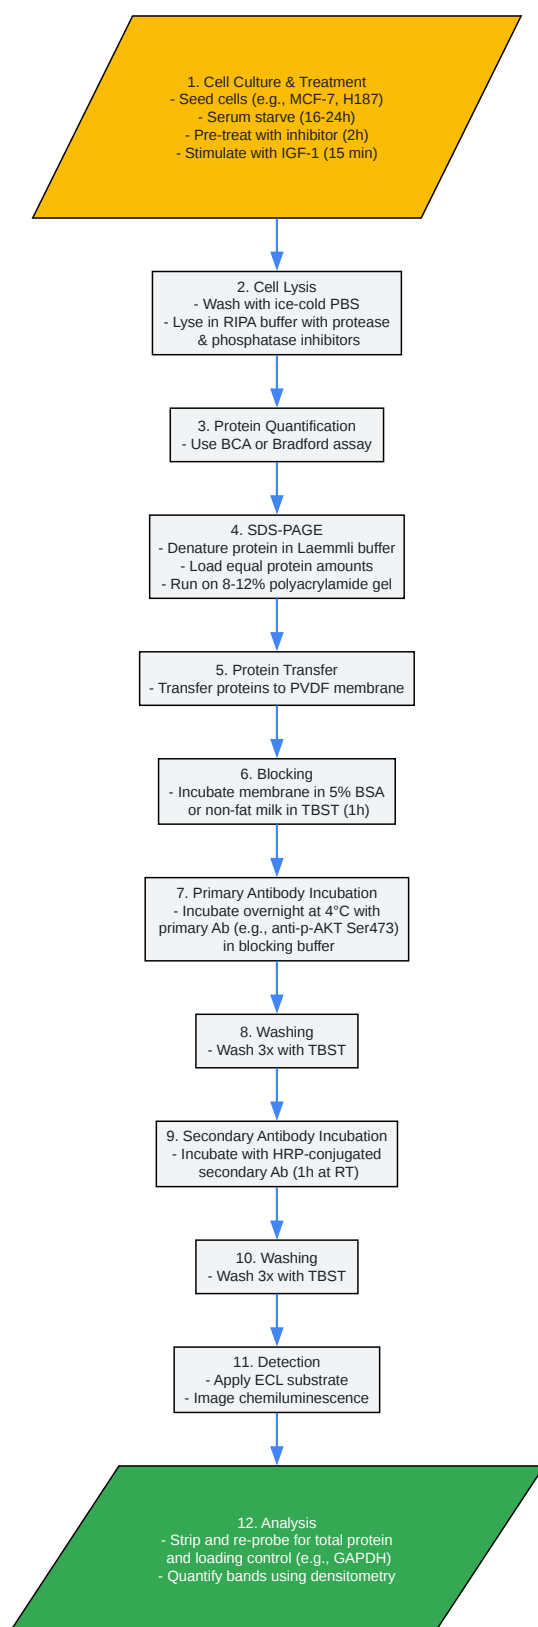 1. Cell Culture & Treatment
- Seed cells (e.g., MCF-7, H187)
- Serum starve (16-24h)
- Pre-treat with inhibitor (2h)
- Stimulate with IGF-1 (15 min)
2. Cell Lysis
- Wash with ice-cold PBS
- Lyse in RIPA buffer with protease
& phosphatase inhibitors
3. Protein Quantification
- Use BCA or Bradford assay
4. SDS-PAGE
- Denature protein in Laemmli buffer
- Load equal protein amounts
- Run on 8-12% polyacrylamide gel
5. Protein Transfer
- Transfer proteins to PVDF membrane
6. Blocking
- Incubate membrane in 5% BSA
or non-fat milk in TBST (1h)
7. Primary Antibody Incubation
- Incubate overnight at 4°C with
primary Ab (e.g., anti-p-AKT Ser473)
in blocking buffer
8. Washing
- Wash 3x with TBST
9. Secondary Antibody Incubation
- Incubate with HRP-conjugated
secondary Ab (1h at RT)
10. Washing
- Wash 3x with TBST
11. Detection
- Apply ECL substrate
- Image chemiluminescence
12. Analysis
- Strip and re-probe for total protein
and loading control (e.g., GAPDH)
- Quantify bands using densitometry